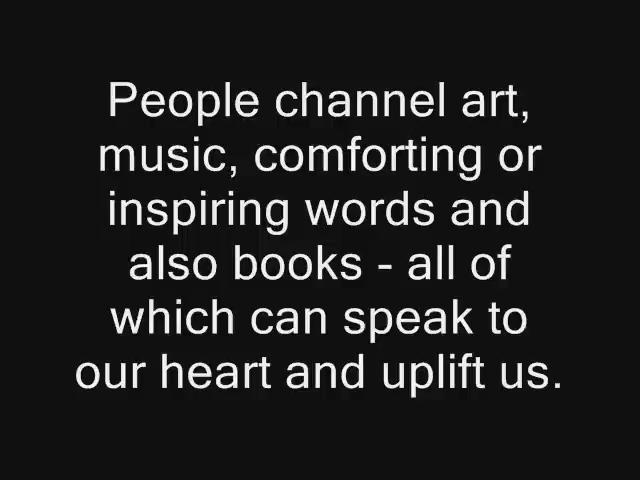 People channel art,
music, comforting or
inspiring words and
also books - all of
which can speak to
our heart and uplift us.